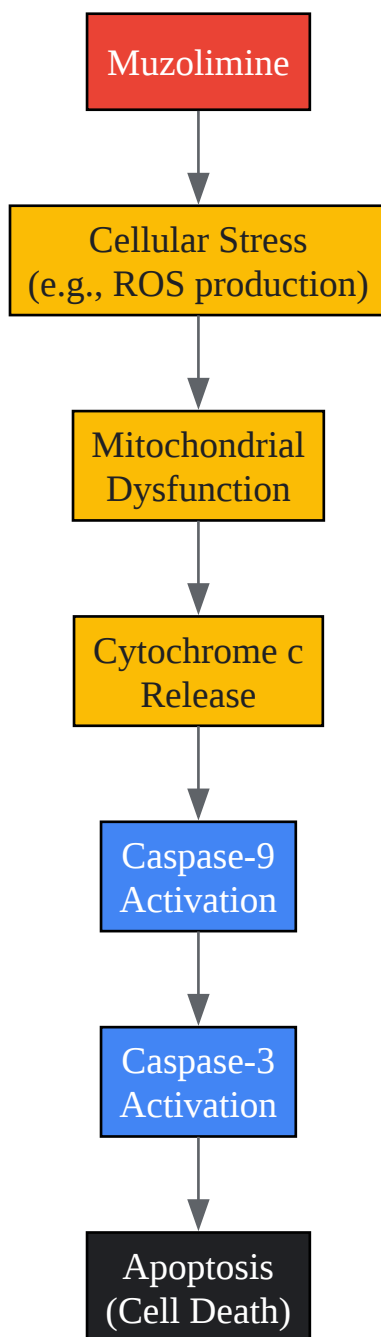 Muzolimine
Cellular Stress
(e.g., ROS production)
Mitochondrial
Dysfunction
Cytochrome c
Release
Caspase-9
Activation
Caspase-3
Activation
Apoptosis
(Cell Death)